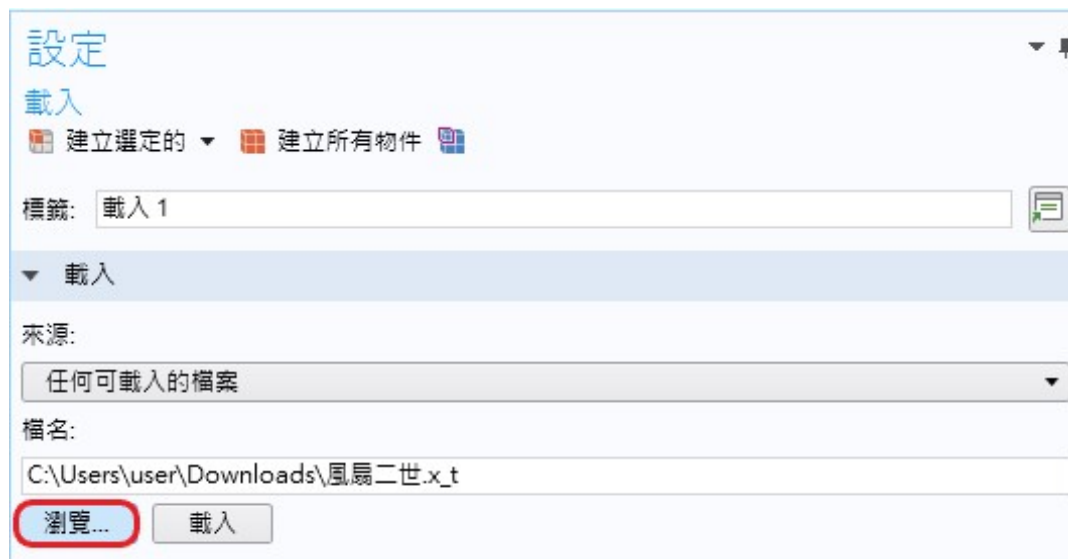 設定
載入
建立選定的 建立所有物件
標籤: 載入 1
載入
來源:
任何可載入的檔案
檔名:
C:\Users\user\Downloads\風扇二世.x_t
瀏覽... 載入